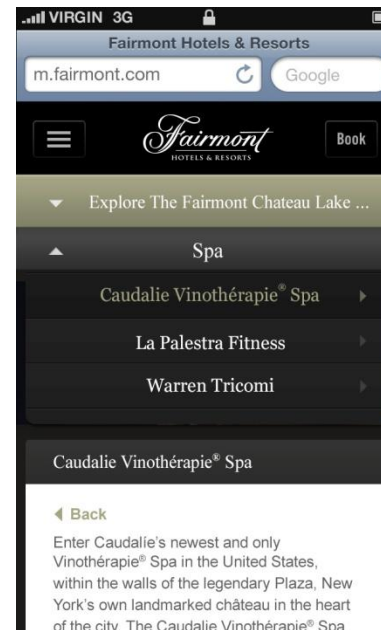 VIRGIN 3G
Fairmont Hotels & Resorts
m.fairmont.com
Google
Fairmont
HOTELS & RESORTS
Book
Explore The Fairmont Chateau Lake ...
Spa
Caudalie Vinothérapie® Spa
La Palestra Fitness
Warren Tricomi
Caudalie Vinothérapie® Spa
Back
Enter Caudalíe's newest and only
Vinothérapie® Spa in the United States,
within the walls of the legendary Plaza, New
York's own landmarked château in the heart
of the city. The Caudalie Vinothérapie® Spa